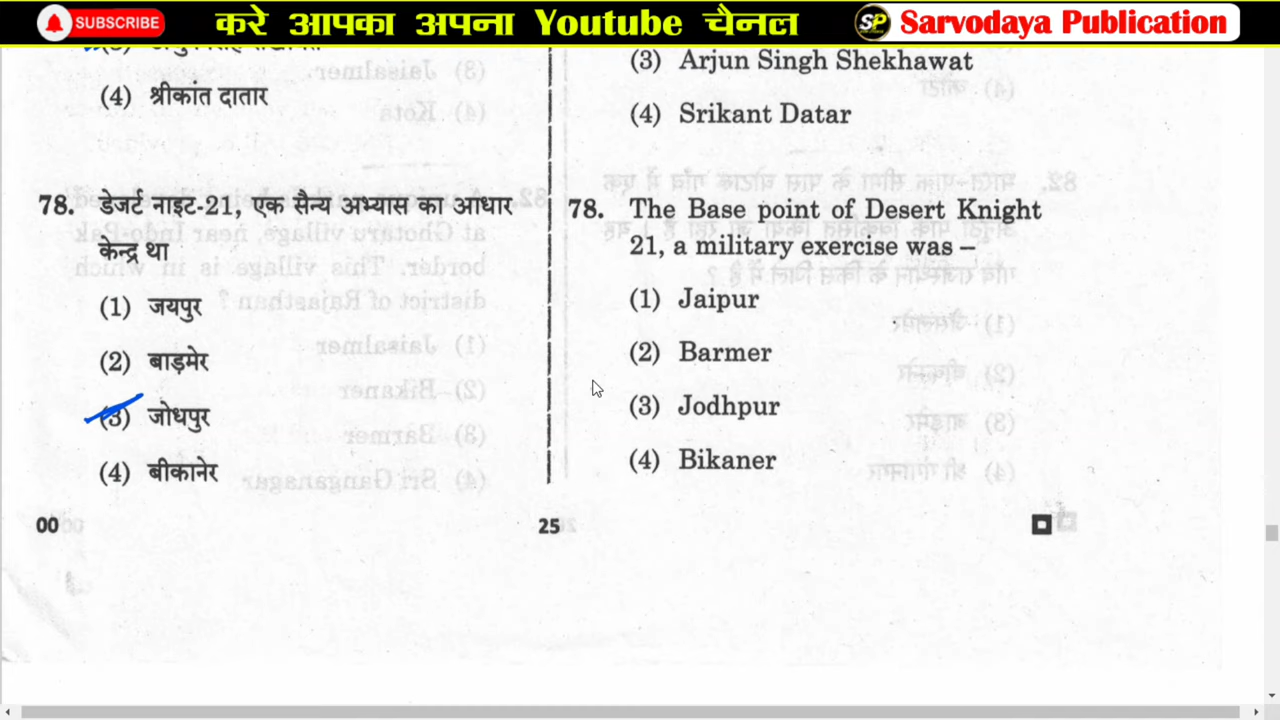 SUBSCRIBE
करे आपका अपना Youtube चैनल
SP
Sarvodaya Publication
(4) श्रीकांत दातार
78. डेजर्ट नाइट-21, एक सैन्य अभ्यास का आधार
केन्द्र था
(1) जयपुर
(2) बाड़मेर
(3) जोधपुर
(4) बीकानेर
(3) Arjun Singh Shekhawat
(4) Srikant Datar
78. The Base point of Desert Knight
21, a military exercise was –
(1) Jaipur
(2) Barmer
(3) Jodhpur
(4) Bikaner
00
25